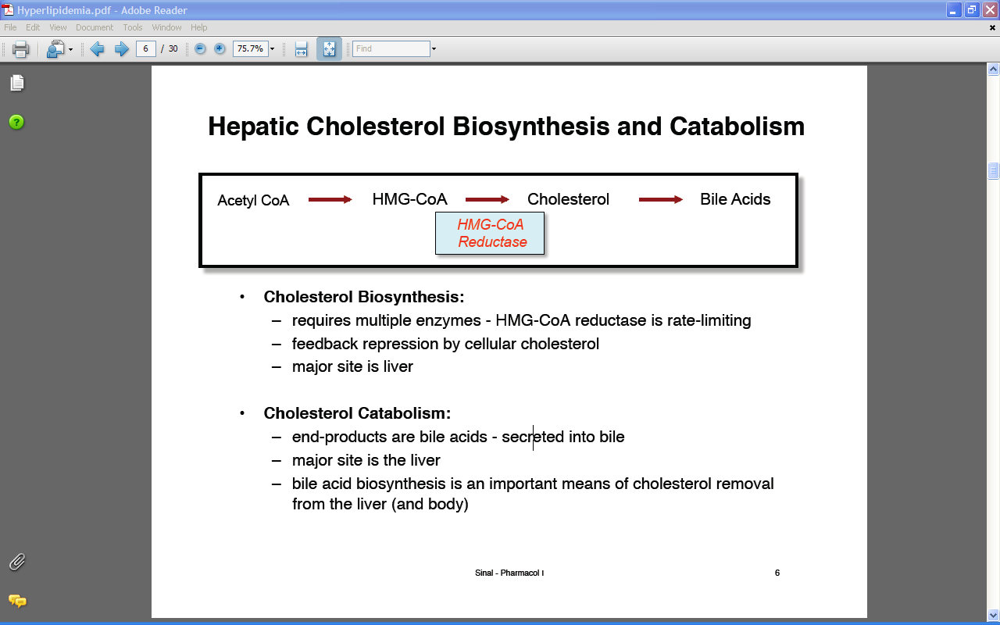 Hyperlipidemia.pdf - Adobe Reader
File Edit View Document Tools Window Help
6 / 30 75.7% Find
Hepatic Cholesterol Biosynthesis and Catabolism
Acetyl CoA HMG-CoA Cholesterol Bile Acids
HMG-CoA
Reductase
• Cholesterol Biosynthesis:
– requires multiple enzymes - HMG-CoA reductase is rate-limiting
– feedback repression by cellular cholesterol
– major site is liver
• Cholesterol Catabolism:
– end-products are bile acids - secreted into bile
– major site is the liver
– bile acid biosynthesis is an important means of cholesterol removal
from the liver (and body)
Sinal - Pharmacol I 6